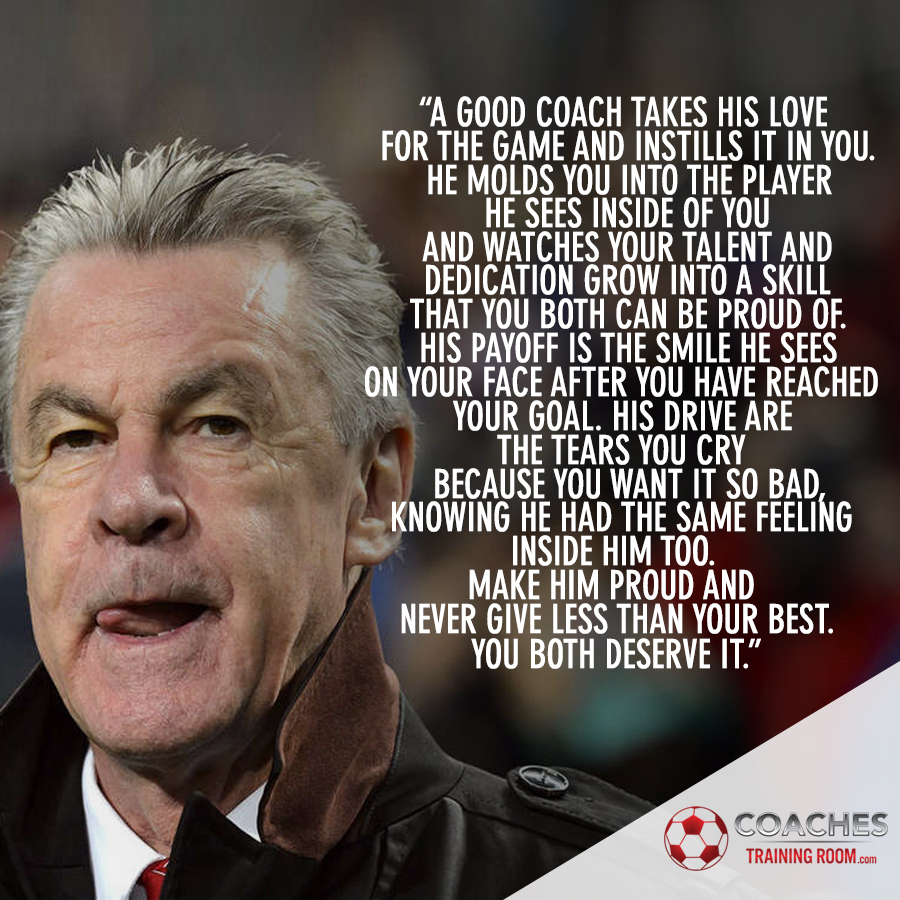 “A GOOD COACH TAKES HIS LOVE
FOR THE GAME AND INSTILLS IT IN YOU.
HE MOLDS YOU INTO THE PLAYER
HE SEES INSIDE OF YOU
AND WATCHES YOUR TALENT AND
DEDICATION GROW INTO A SKILL
THAT YOU BOTH CAN BE PROUD OF.
HIS PAYOFF IS THE SMILE HE SEES
ON YOUR FACE AFTER YOU HAVE REACHED
YOUR GOAL. HIS DRIVE ARE
THE TEARS YOU CRY
BECAUSE YOU WANT IT SO BAD,
KNOWING HE HAD THE SAME FEELING
INSIDE HIM TOO.
MAKE HIM PROUD AND
NEVER GIVE LESS THAN YOUR BEST.
YOU BOTH DESERVE IT.”
COACHES
TRAINING ROOM.com